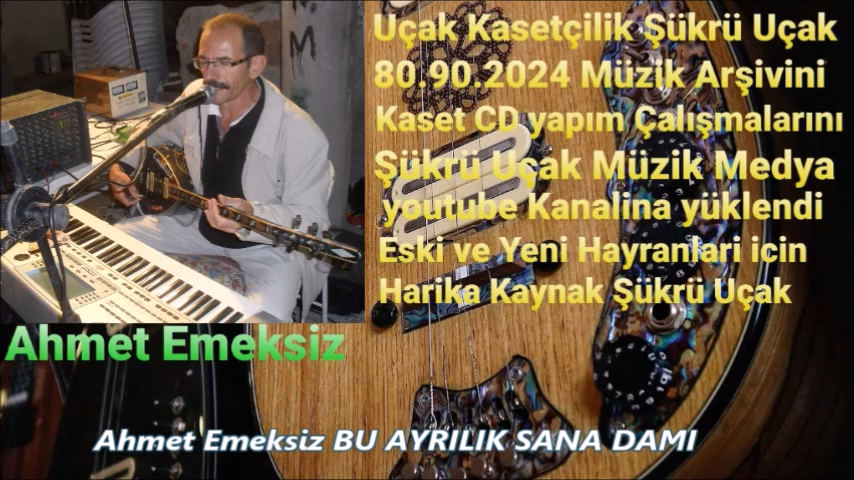 Uçak Kasetçilik Şükrü Uçak
80.90.2024 Müzik Arşivini
Kaset CD yapım Çalışmalarını
Şükrü Uçak Müzik Medya
youtube Kanalina yüklendi
Eski ve Yeni Hayranlari için
Harika Kaynak Şükrü Uçak
Ahmet Emeksiz
Ahmet Emeksiz BU AYRILIK SANA DAMI